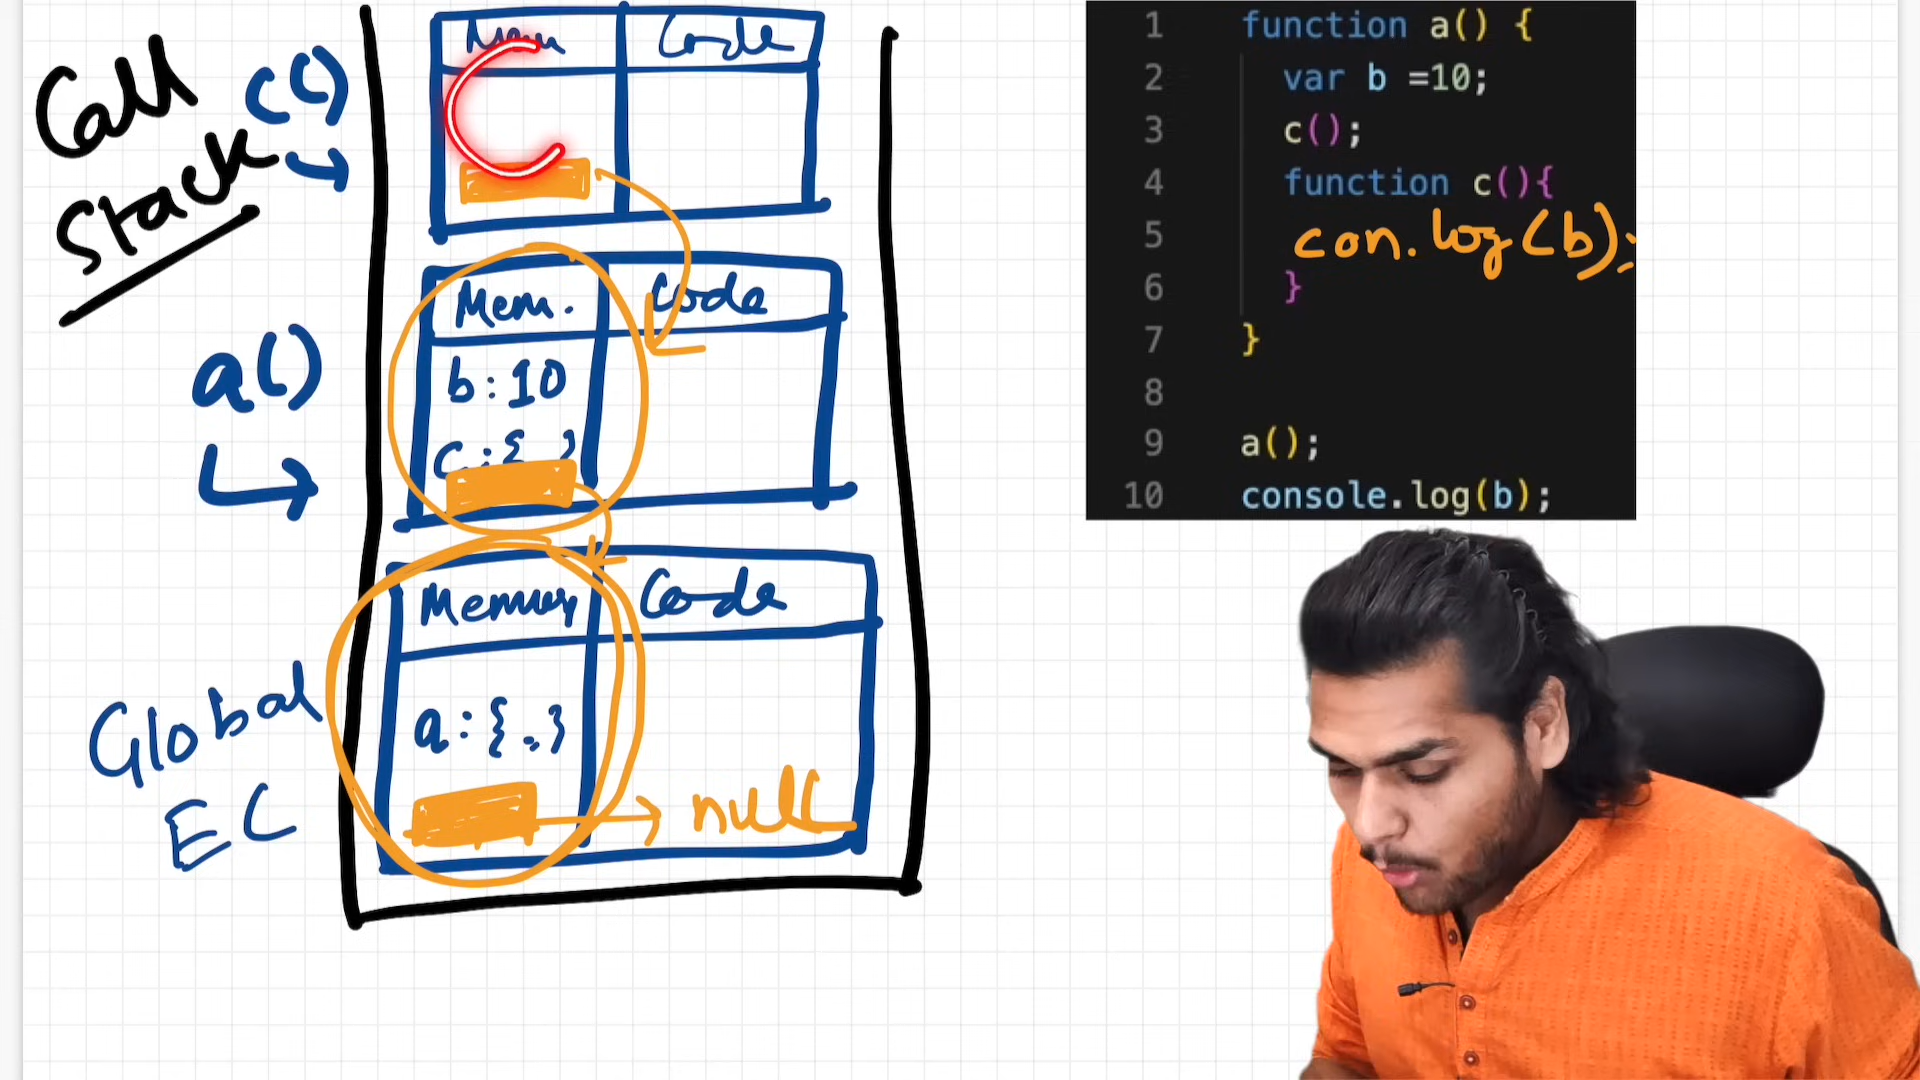 Call
Stack
c()
Mem
Code
a()
Mem.
Code
b:10
c:{ }
Global
EC
Memory
Code
a:{..}
null
1 function a() {
2 var b =10;
3 c();
4 function c(){
5 con.log(b);
6 }
7 }
8
9 a();
10 console.log(b);